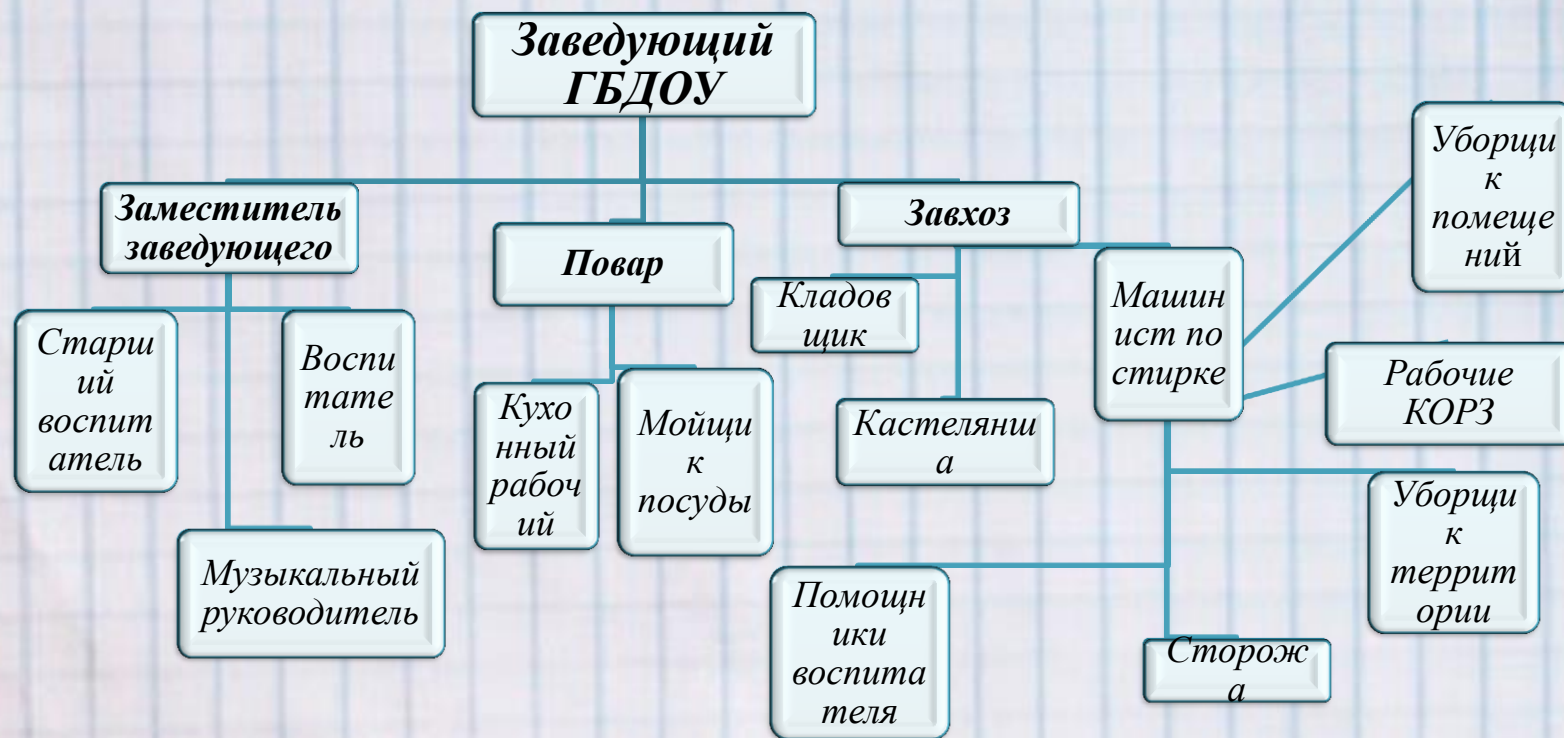 Заведующий
ГБДОУ
Заместитель
заведующего
Повар
Завхоз
Уборщи
к
помеще
ний
Старш
ий
воспит
атель
Воспи
тате
ль
Музыкальный
руководитель
Кухо
нный
рабоч
ий
Мойщи
к
посуды
Кладов
щик
Кастелянш
а
Машин
ист по
стирке
Рабочие
КОРЗ
Уборщи
к
террит
ории
Помощн
ики
воспита
теля
Сторож
а